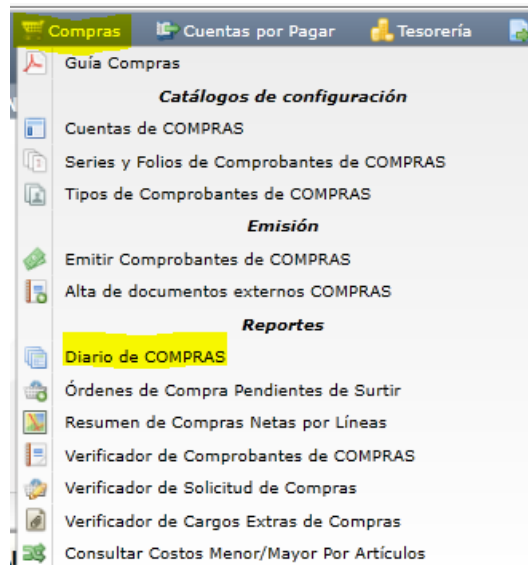 Compras Cuentas por Pagar Tesorería
Guía Compras
Catálogos de configuración
Cuentas de COMPRAS
Series y Folios de Comprobantes de COMPRAS
Tipos de Comprobantes de COMPRAS
Emisión
Emitir Comprobantes de COMPRAS
Alta de documentos externos COMPRAS
Reportes
Diario de COMPRAS
Órdenes de Compra Pendientes de Surtir
Resumen de Compras Netas por Líneas
Verificador de Comprobantes de COMPRAS
Verificador de Solicitud de Compras
Verificador de Cargos Extras de Compras
Consultar Costos Menor/Mayor Por Artículos